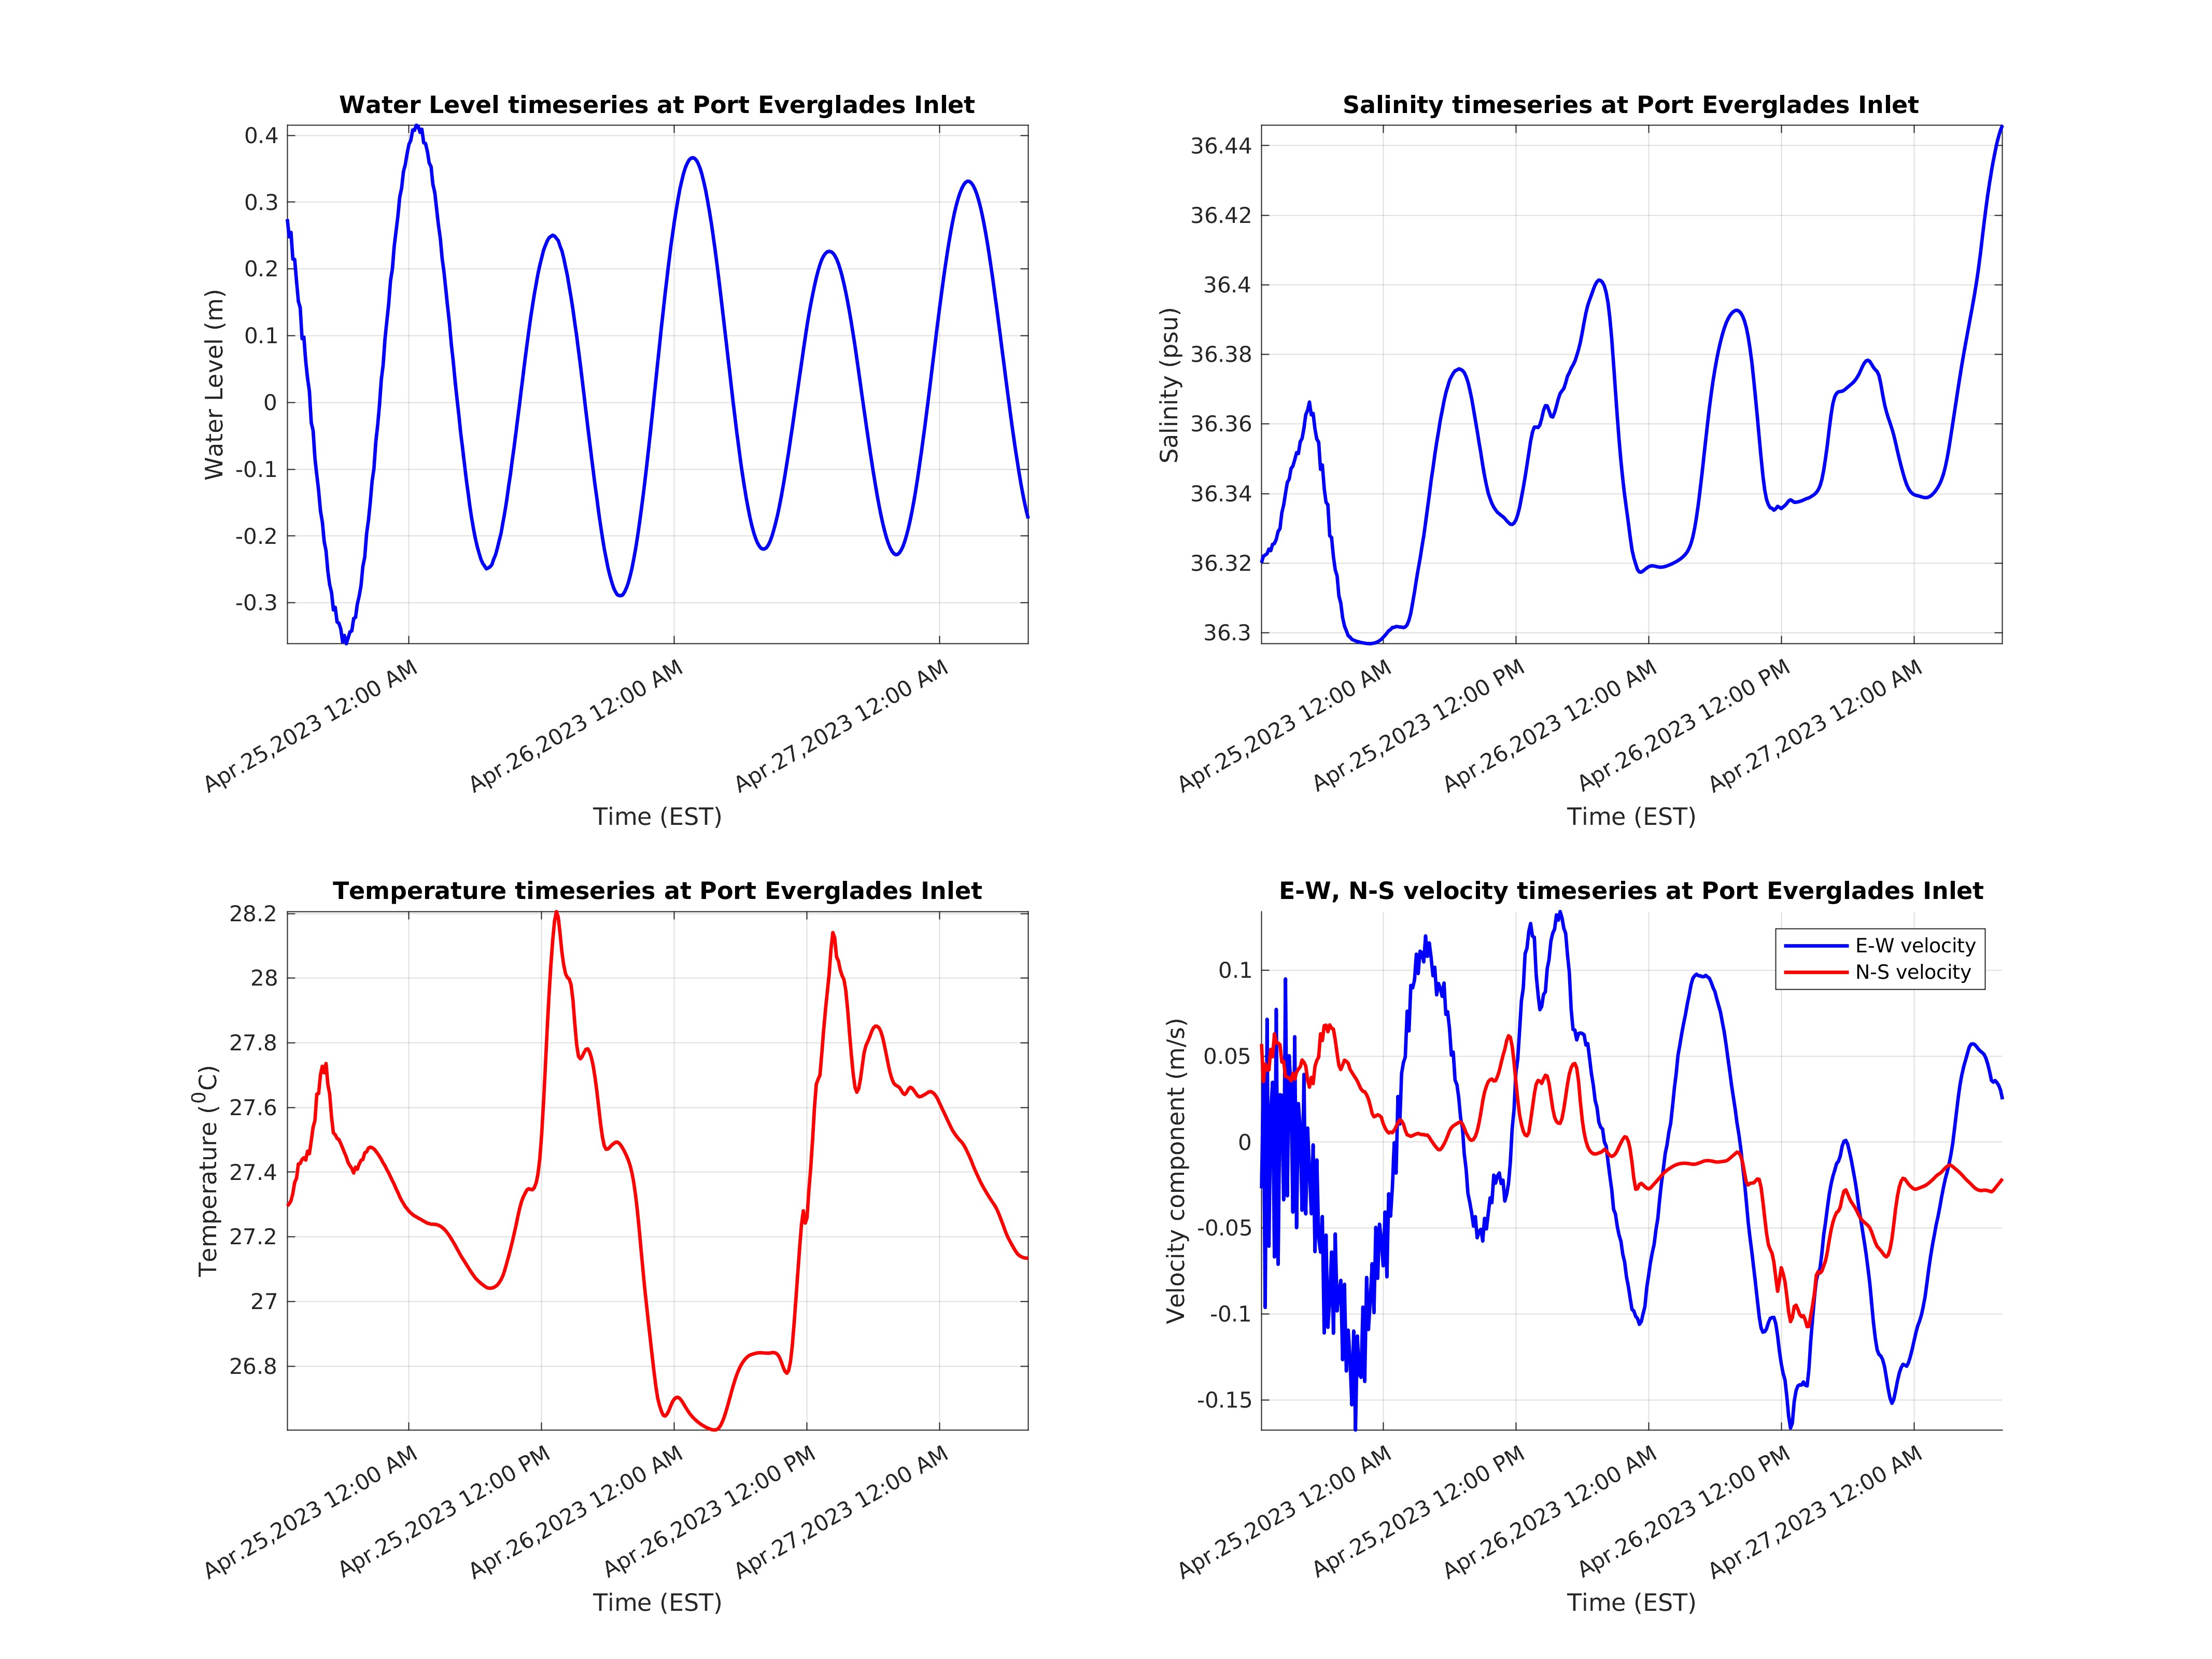 Water Level timeseries at Port Everglades Inlet
Water Level (m)
0.4
0.3
0.2
0.1
0
-0.1
-0.2
-0.3
Apr.25,2023 12:00 AM
Apr.26,2023 12:00 AM
Apr.27,2023 12:00 AM
Time (EST)
Salinity timeseries at Port Everglades Inlet
Salinity (psu)
36.44
36.42
36.4
36.38
36.36
36.34
36.32
36.3
Apr.25,2023 12:00 AM
Apr.25,2023 12:00 PM
Apr.26,2023 12:00 AM
Apr.26,2023 12:00 PM
Apr.27,2023 12:00 AM
Time (EST)
Temperature timeseries at Port Everglades Inlet
Temperature (⁰C)
28.2
28
27.8
27.6
27.4
27.2
27
26.8
Apr.25,2023 12:00 AM
Apr.25,2023 12:00 PM
Apr.26,2023 12:00 AM
Apr.26,2023 12:00 PM
Apr.27,2023 12:00 AM
Time (EST)
E-W, N-S velocity timeseries at Port Everglades Inlet
E-W velocity
N-S velocity
Velocity component (m/s)
0.1
0.05
0
-0.05
-0.1
-0.15
Apr.25,2023 12:00 AM
Apr.25,2023 12:00 PM
Apr.26,2023 12:00 AM
Apr.26,2023 12:00 PM
Apr.27,2023 12:00 AM
Time (EST)